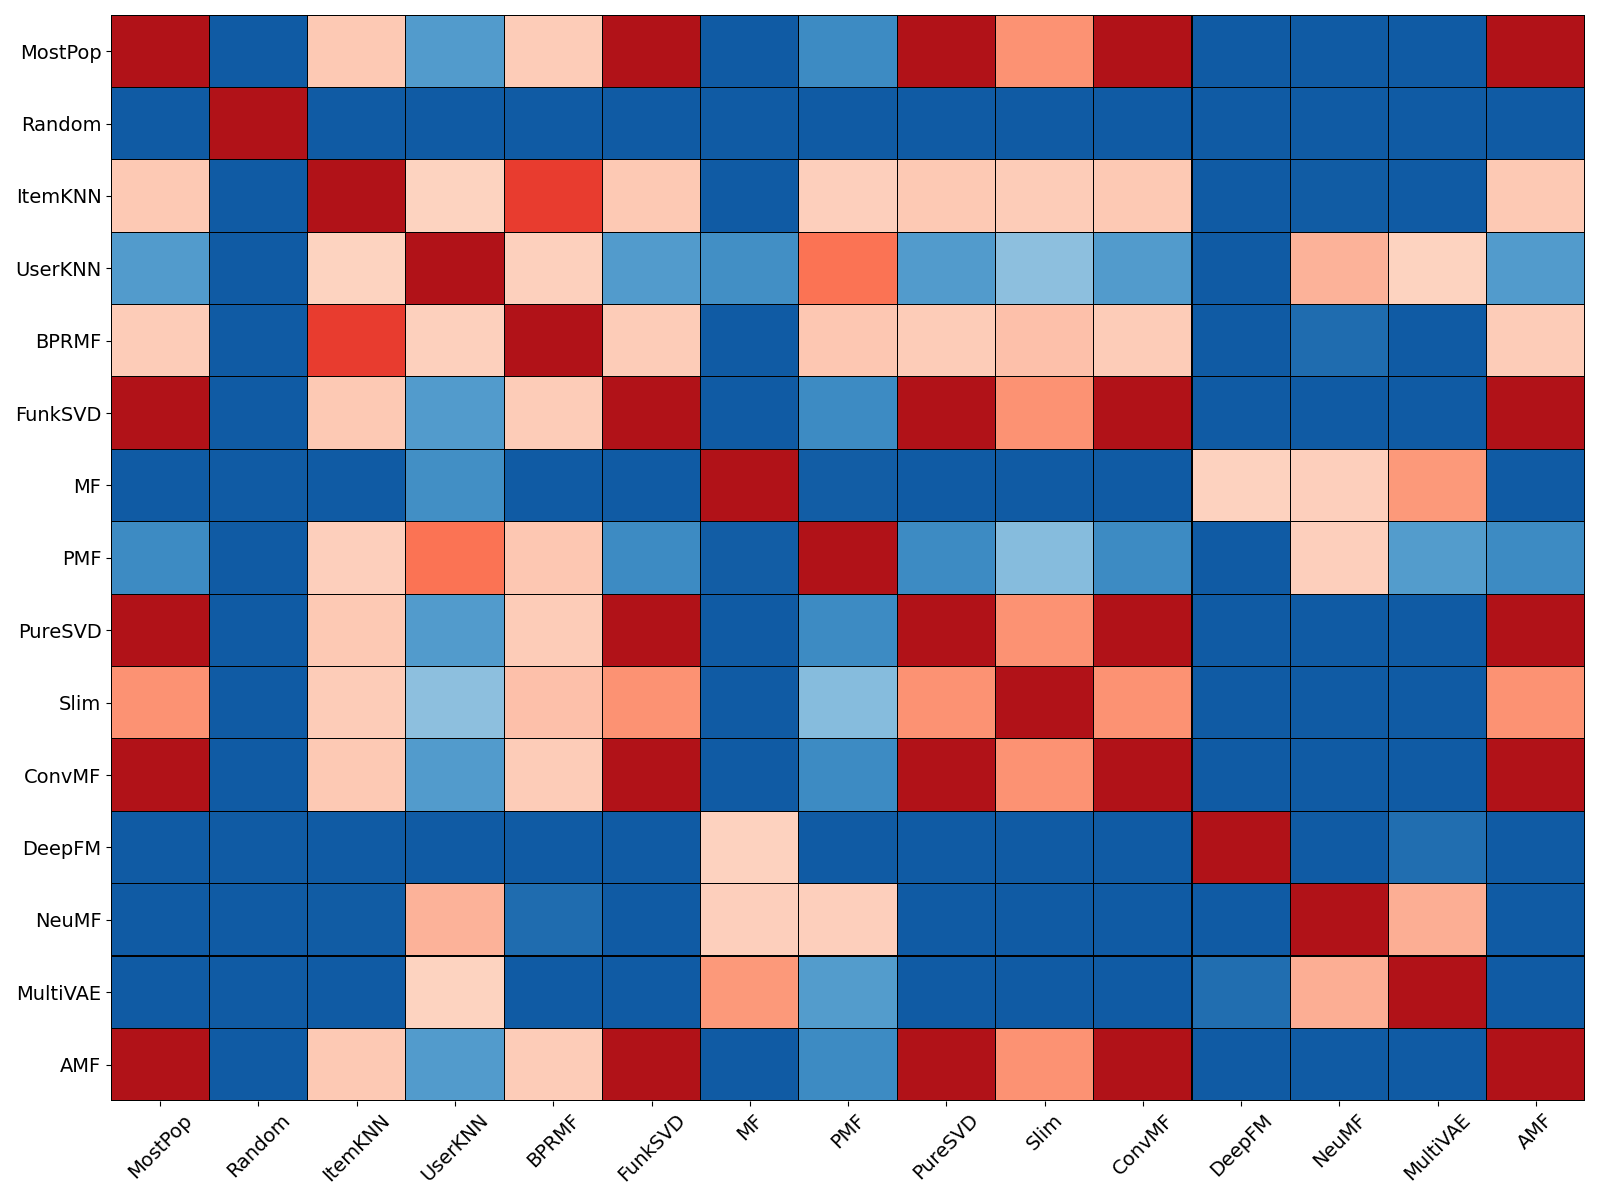 MostPop
Random
ItemKNN
UserKNN
BPRMF
FunkSVD
MF
PMF
PureSVD
Slim
ConvMF
DeepFM
NeuMF
MultiVAE
AMF
MostPop
Random
ItemKNN
UserKNN
BPRMF
FunkSVD
MF
PMF
PureSVD
Slim
ConvMF
DeepFM
NeuMF
MultiVAE
AMF